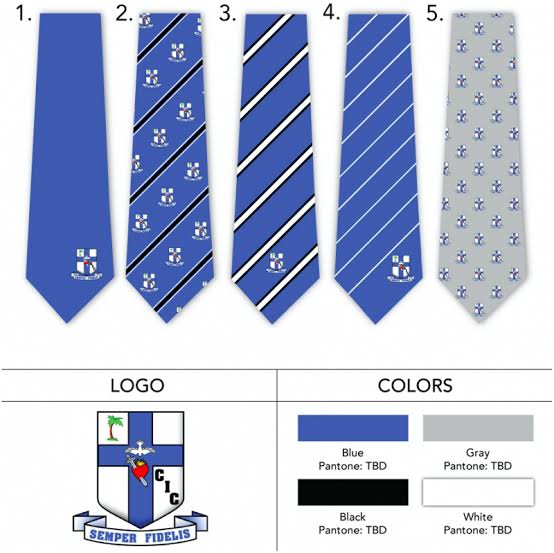 1.
2.
3.
4.
5.
LOGO
COLORS
CIC
SEMPER FIDELIS
Blue
Pantone: TBD
Gray
Pantone: TBD
Black
Pantone: TBD
White
Pantone: TBD